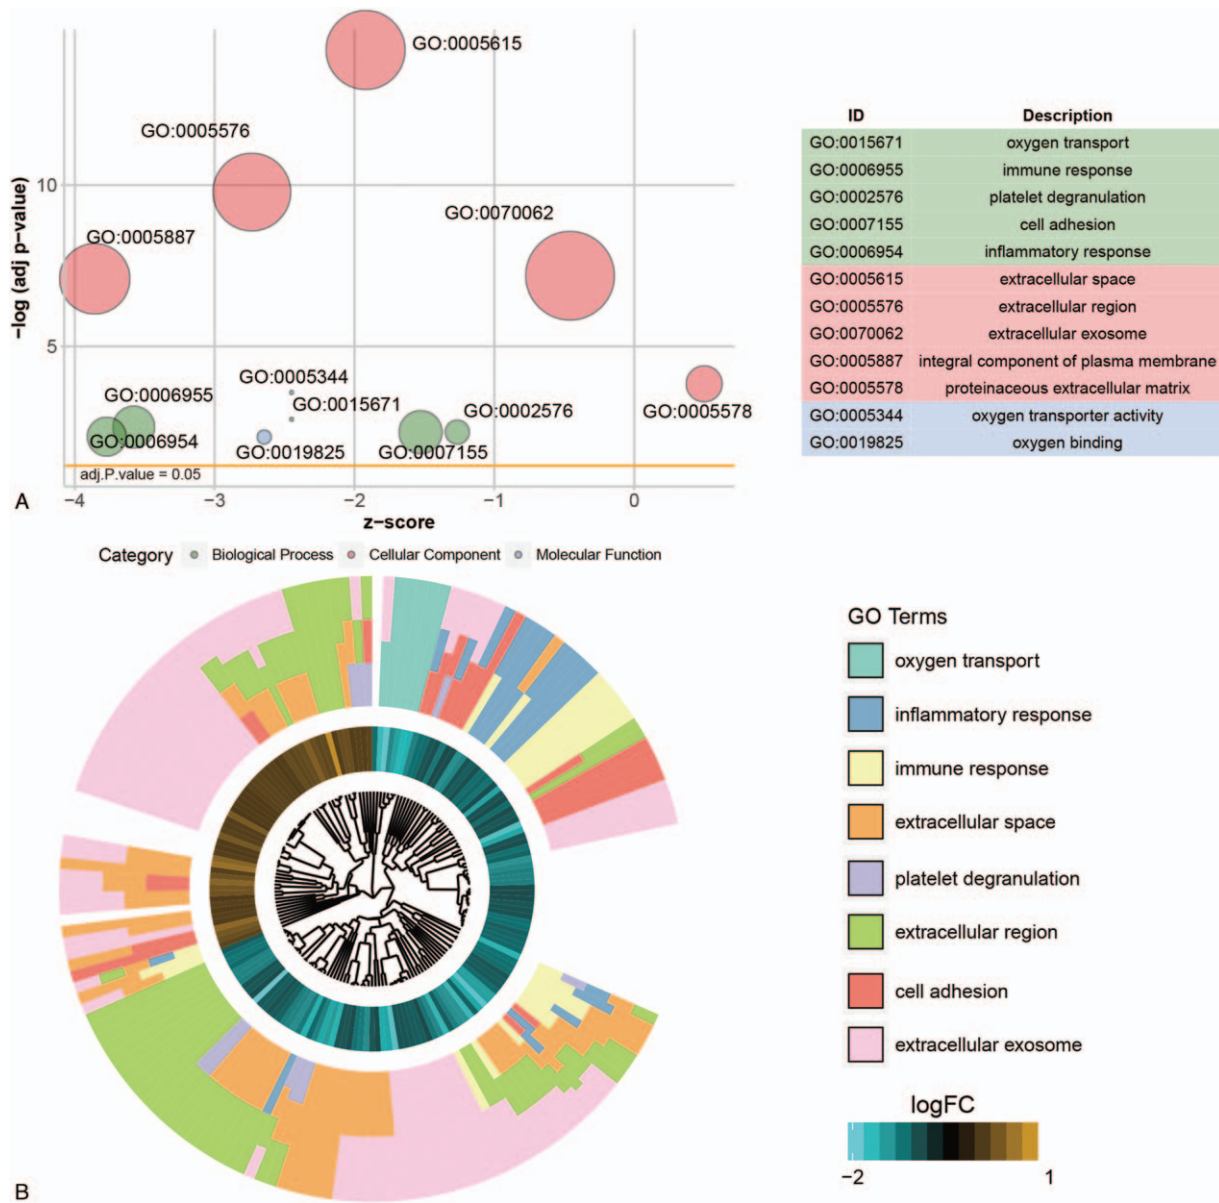 GO:0005615
GO:0005576
GO:0070062
GO:0005887
GO:0005344
GO:0006955
GO:0015671
GO:0002576
GO:0005578
GO:0006954
GO:0019825
GO:0007155
adj.P.value = 0.05
10
5
−log (adj p−value)
−4
−3
−2
−1
0
z−score
A
Category
Biological Process
Cellular Component
Molecular Function
ID Description
GO:0015671 oxygen transport
GO:0006955 immune response
GO:0002576 platelet degranulation
GO:0007155 cell adhesion
GO:0006954 inflammatory response
GO:0005615 extracellular space
GO:0005576 extracellular region
GO:0070062 extracellular exosome
GO:0005887 integral component of plasma membrane
GO:0005578 proteinaceous extracellular matrix
GO:0005344 oxygen transporter activity
GO:0019825 oxygen binding
GO Terms
oxygen transport
inflammatory response
immune response
extracellular space
platelet degranulation
extracellular region
cell adhesion
extracellular exosome
logFC
−2
1
B